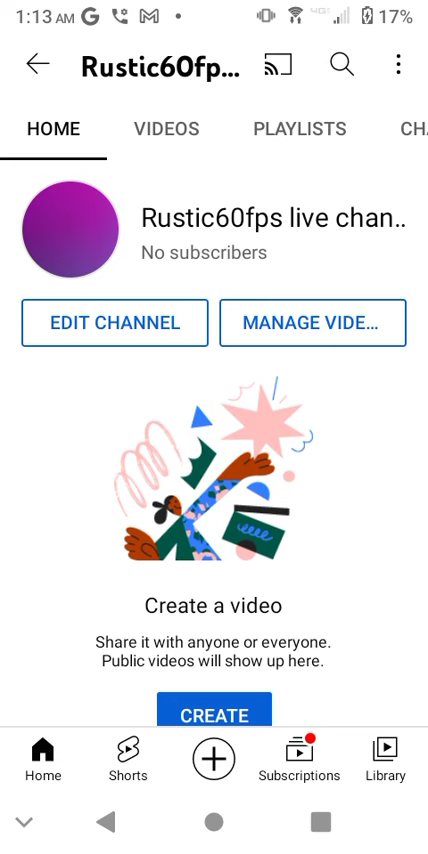 1:13 AM 17%
Rustic60fp...
HOME VIDEOS PLAYLISTS CHA
Rustic60fps live chan..
No subscribers
EDIT CHANNEL MANAGE VIDE...
Create a video
Share it with anyone or everyone.
Public videos will show up here.
CREATE
Home Shorts Subscriptions Library